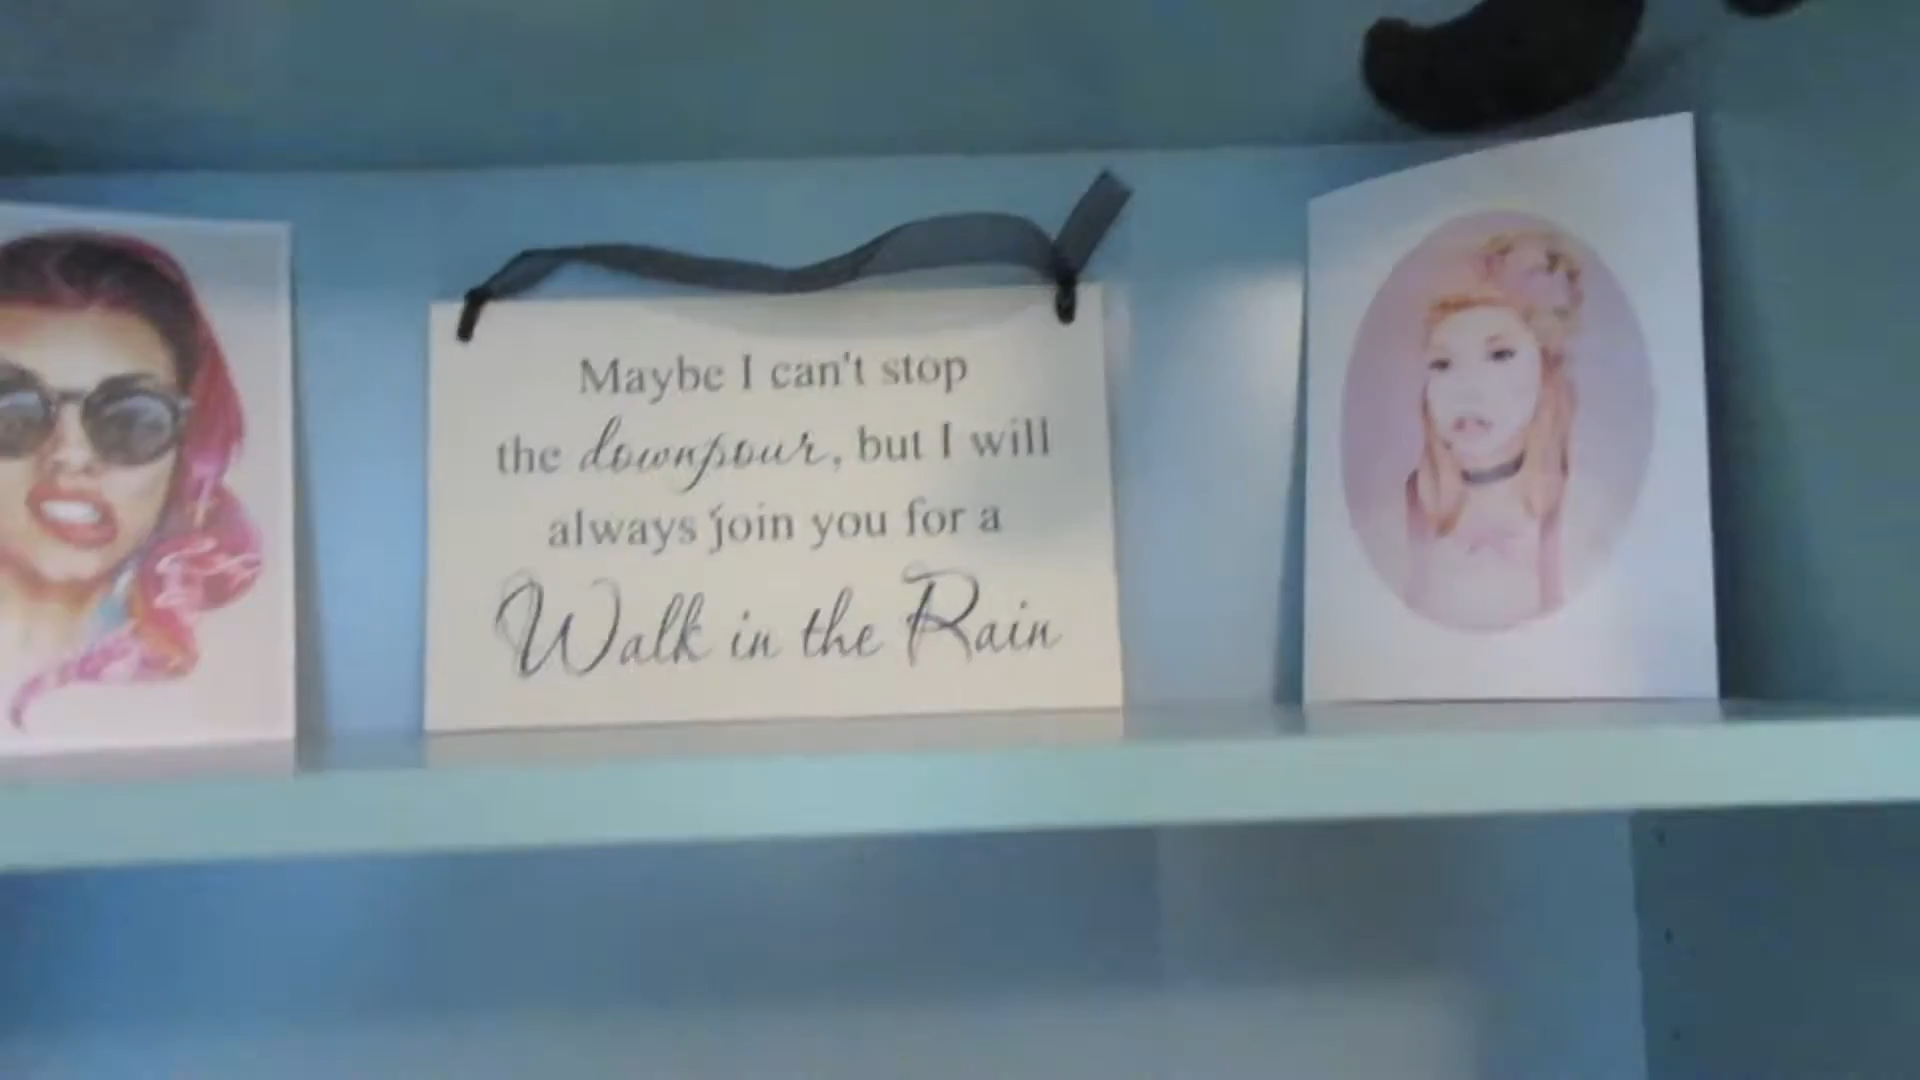 Maybe I can't stop
the downpour, but I will
always join you for a
Walk in the Rain